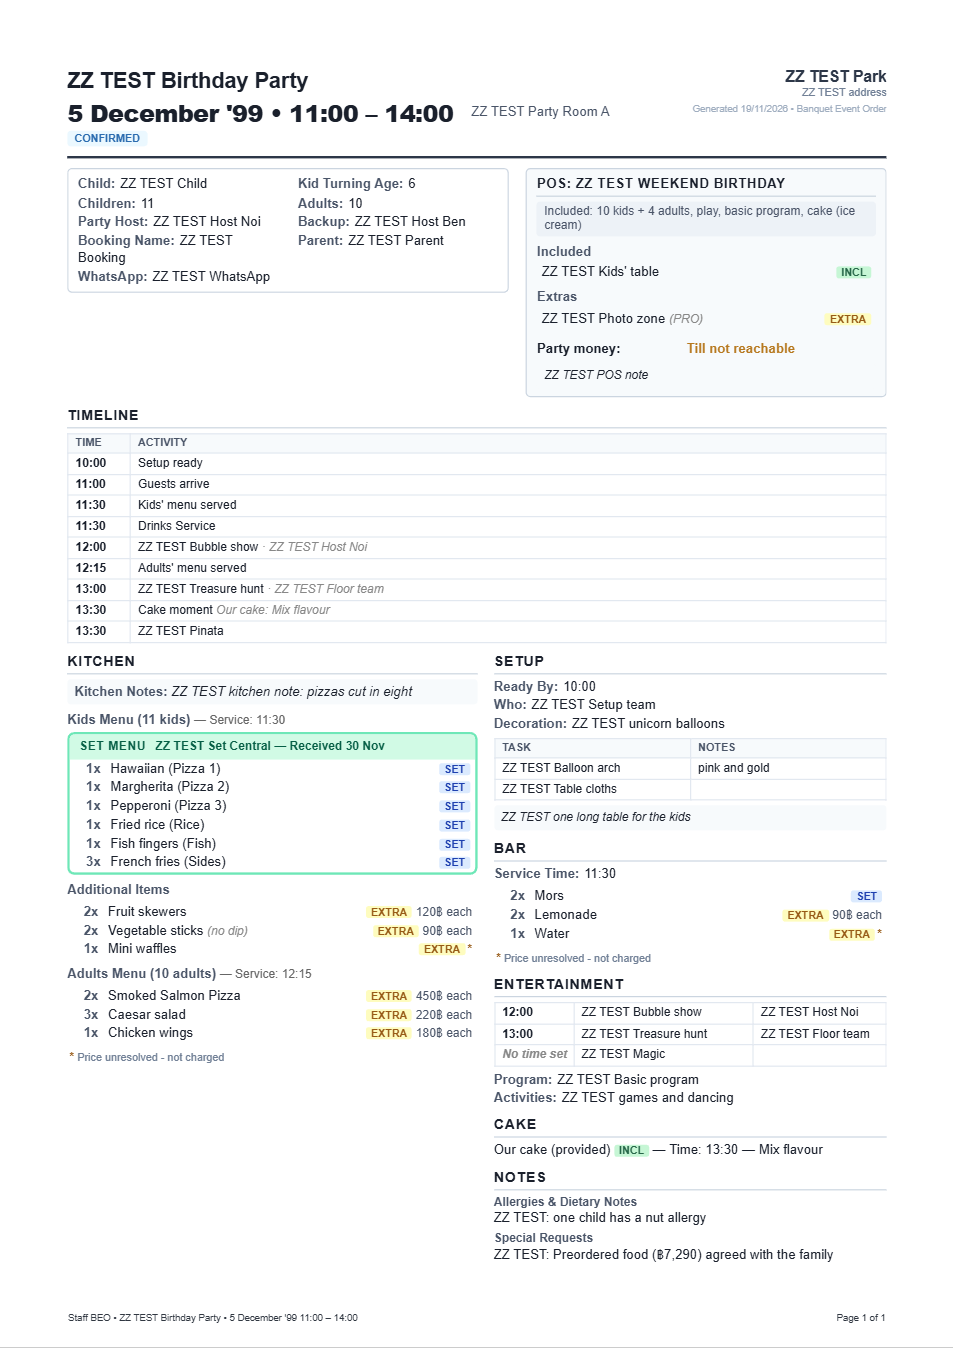 ZZ TEST Birthday Party
5 December '99 • 11:00 – 14:00 ZZ TEST Party Room A
CONFIRMED
ZZ TEST Park
ZZ TEST address
Generated 19/11/2026 • Banquet Event Order
Child: ZZ TEST Child
Kid Turning Age: 6
Children: 11
Adults: 10
Party Host: ZZ TEST Host Noi
Backup: ZZ TEST Host Ben
Booking Name: ZZ TEST
Booking
Parent: ZZ TEST Parent
WhatsApp: ZZ TEST WhatsApp
POS: ZZ TEST WEEKEND BIRTHDAY
Included: 10 kids + 4 adults, play, basic program, cake (ice
cream)
Included
ZZ TEST Kids' table INCL
Extras
ZZ TEST Photo zone (PRO) EXTRA
Party money: Till not reachable
ZZ TEST POS note
TIMELINE
TIME ACTIVITY
10:00 Setup ready
11:00 Guests arrive
11:30 Kids' menu served
11:30 Drinks Service
12:00 ZZ TEST Bubble show · ZZ TEST Host Noi
12:15 Adults' menu served
13:00 ZZ TEST Treasure hunt · ZZ TEST Floor team
13:30 Cake moment Our cake: Mix flavour
13:30 ZZ TEST Pinata
KITCHEN
Kitchen Notes: ZZ TEST kitchen note: pizzas cut in eight
Kids Menu (11 kids) — Service: 11:30
SET MENU ZZ TEST Set Central — Received 30 Nov
1x Hawaiian (Pizza 1) SET
1x Margherita (Pizza 2) SET
1x Pepperoni (Pizza 3) SET
1x Fried rice (Rice) SET
1x Fish fingers (Fish) SET
3x French fries (Sides) SET
Additional Items
2x Fruit skewers EXTRA 120฿ each
2x Vegetable sticks (no dip) EXTRA 90฿ each
1x Mini waffles EXTRA *
Adults Menu (10 adults) — Service: 12:15
2x Smoked Salmon Pizza EXTRA 450฿ each
3x Caesar salad EXTRA 220฿ each
1x Chicken wings EXTRA 180฿ each
* Price unresolved - not charged
SETUP
Ready By: 10:00
Who: ZZ TEST Setup team
Decoration: ZZ TEST unicorn balloons
TASK NOTES
ZZ TEST Balloon arch pink and gold
ZZ TEST Table cloths
ZZ TEST one long table for the kids
BAR
Service Time: 11:30
2x Mors SET
2x Lemonade EXTRA 90฿ each
1x Water EXTRA *
* Price unresolved - not charged
ENTERTAINMENT
12:00 ZZ TEST Bubble show ZZ TEST Host Noi
13:00 ZZ TEST Treasure hunt ZZ TEST Floor team
No time set ZZ TEST Magic
Program: ZZ TEST Basic program
Activities: ZZ TEST games and dancing
CAKE
Our cake (provided) INCL — Time: 13:30 — Mix flavour
NOTES
Allergies & Dietary Notes
ZZ TEST: one child has a nut allergy
Special Requests
ZZ TEST: Preordered food (฿7,290) agreed with the family
Staff BEO • ZZ TEST Birthday Party • 5 December '99 11:00 – 14:00
Page 1 of 1